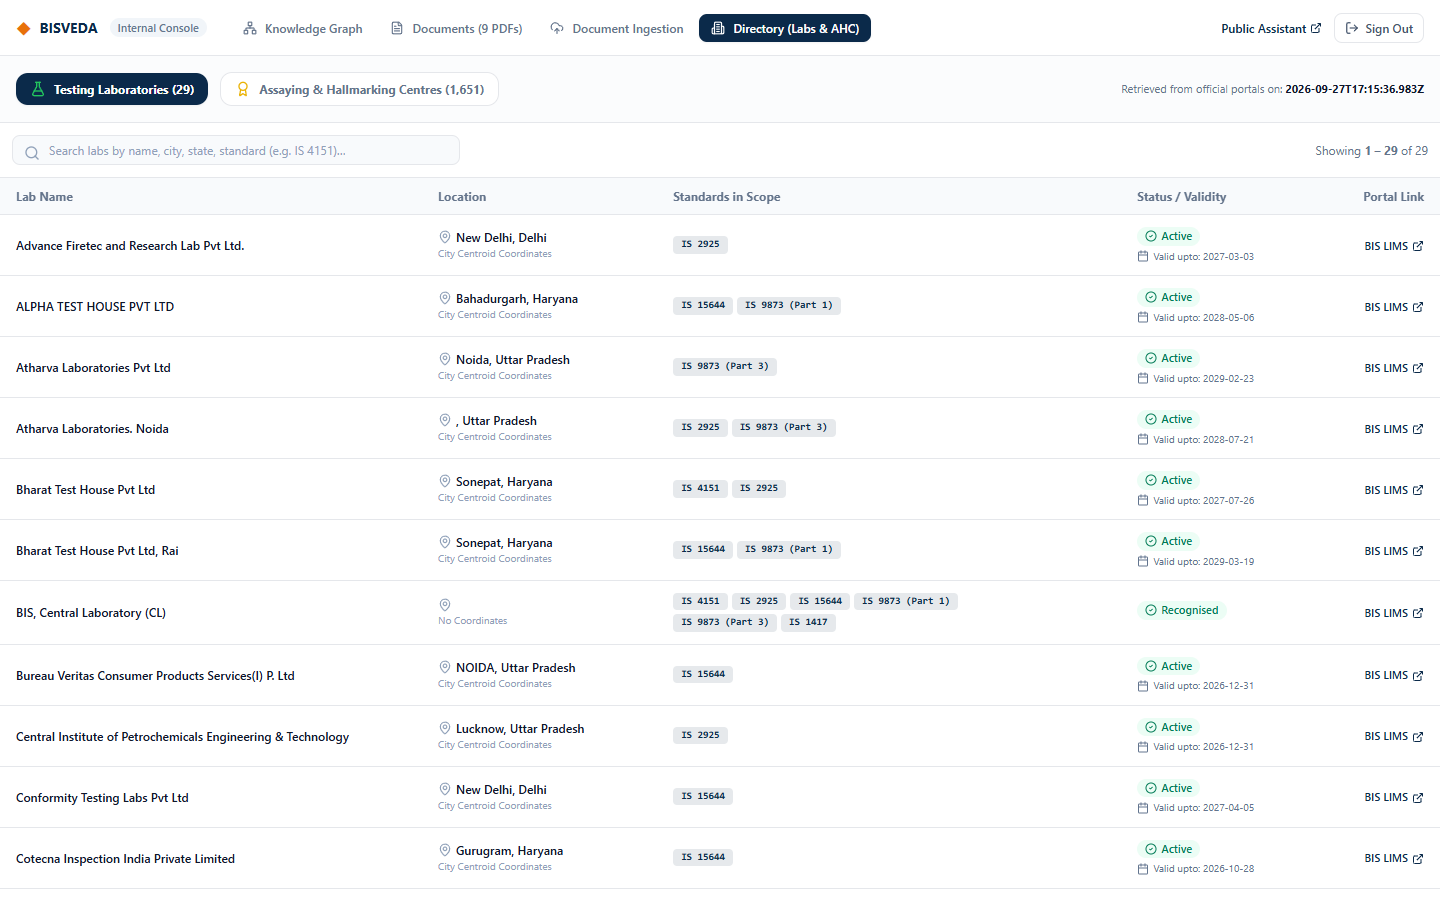 BISVEDA Internal Console Knowledge Graph Documents (9 PDFs) Document Ingestion Directory (Labs & AHC) Public Assistant Sign Out
Testing Laboratories (29) Assaying & Hallmarking Centres (1,651) Retrieved from official portals on: 2026-09-27T17:15:36.983Z
Search labs by name, city, state, standard (e.g. IS 4151)... Showing 1 – 29 of 29
Lab Name Location Standards in Scope Status / Validity Portal Link
Advance Firetec and Research Lab Pvt Ltd. New Delhi, Delhi IS 2925 Active BIS LIMS
City Centroid Coordinates Valid upto: 2027-03-03
ALPHA TEST HOUSE PVT LTD Bahadurgarh, Haryana IS 15644 IS 9873 (Part 1) Active BIS LIMS
City Centroid Coordinates Valid upto: 2028-05-06
Atharva Laboratories Pvt Ltd Noida, Uttar Pradesh IS 9873 (Part 3) Active BIS LIMS
City Centroid Coordinates Valid upto: 2029-02-23
Atharva Laboratories. Noida , Uttar Pradesh IS 2925 IS 9873 (Part 3) Active BIS LIMS
City Centroid Coordinates Valid upto: 2028-07-21
Bharat Test House Pvt Ltd Sonepat, Haryana IS 4151 IS 2925 Active BIS LIMS
City Centroid Coordinates Valid upto: 2027-07-26
Bharat Test House Pvt Ltd, Rai Sonepat, Haryana IS 15644 IS 9873 (Part 1) Active BIS LIMS
City Centroid Coordinates Valid upto: 2029-03-19
BIS, Central Laboratory (CL) IS 4151 IS 2925 IS 15644 IS 9873 (Part 1) Recognised BIS LIMS
No Coordinates IS 9873 (Part 3) IS 1417
Bureau Veritas Consumer Products Services(I) P. Ltd NOIDA, Uttar Pradesh IS 15644 Active BIS LIMS
City Centroid Coordinates Valid upto: 2026-12-31
Central Institute of Petrochemicals Engineering & Technology Lucknow, Uttar Pradesh IS 2925 Active BIS LIMS
City Centroid Coordinates Valid upto: 2026-12-31
Conformity Testing Labs Pvt Ltd New Delhi, Delhi IS 15644 Active BIS LIMS
City Centroid Coordinates Valid upto: 2027-04-05
Cotecna Inspection India Private Limited Gurugram, Haryana IS 15644 Active BIS LIMS
City Centroid Coordinates Valid upto: 2026-10-28